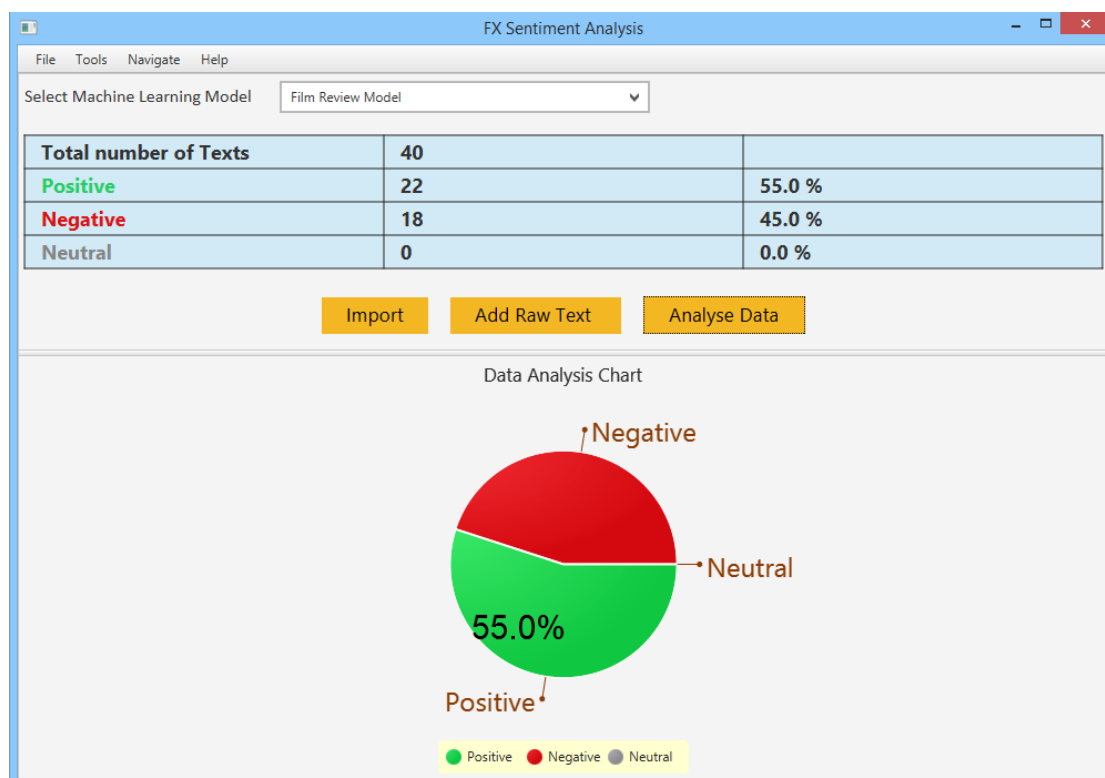 FX Sentiment Analysis
File Tools Navigate Help
Select Machine Learning Model Film Review Model
Total number of Texts 40
Positive 22 55.0 %
Negative 18 45.0 %
Neutral 0 0.0 %
Import Add Raw Text Analyse Data
Data Analysis Chart
Negative
Neutral
55.0%
Positive
Positive Negative Neutral